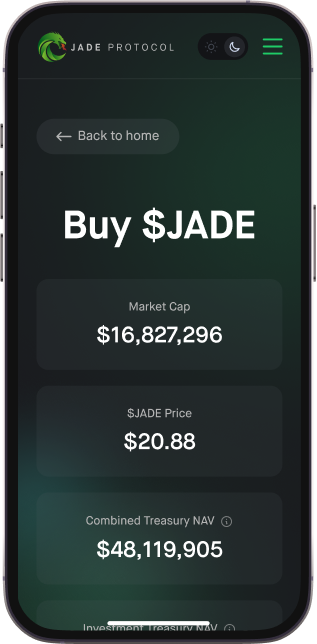 JADE PROTOCOL
← Back to home
Buy $JADE
Market Cap
$16,827,296
$JADE Price
$20.88
Combined Treasury NAV
$48,119,905
Investment Treasury NAV